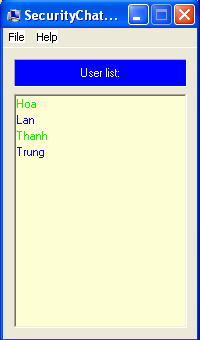 SecurityChat...
File Help
User list:
Hoa
Lan
Thanh
Trung